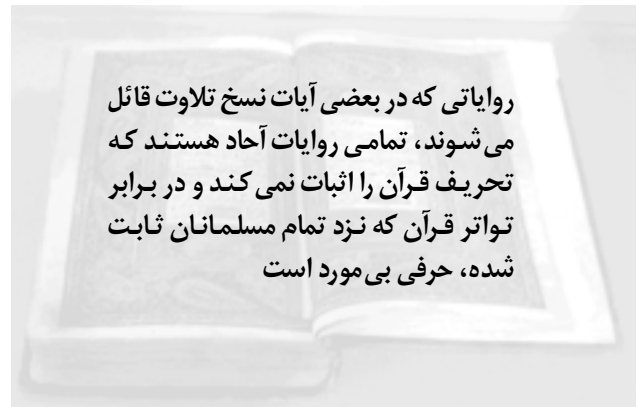 روایاتی که در بعضی آیات نسخ تلاوت قائل
می‌شوند، تمامی روایات آحاد هستند که
تحریف قرآن را اثبات نمی‌کند و در برابر
تواتر قرآن که نزد تمام مسلمانان ثابت
شده، حرفی بی‌مورد است